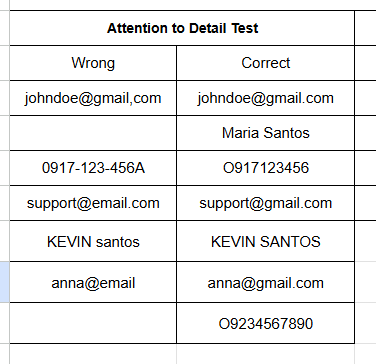 Attention to Detail Test
Wrong Correct
johndoe@gmail,com johndoe@gmail.com
Maria Santos
0917-123-456A O917123456
support@email.com support@gmail.com
KEVIN santos KEVIN SANTOS
anna@email anna@gmail.com
O9234567890